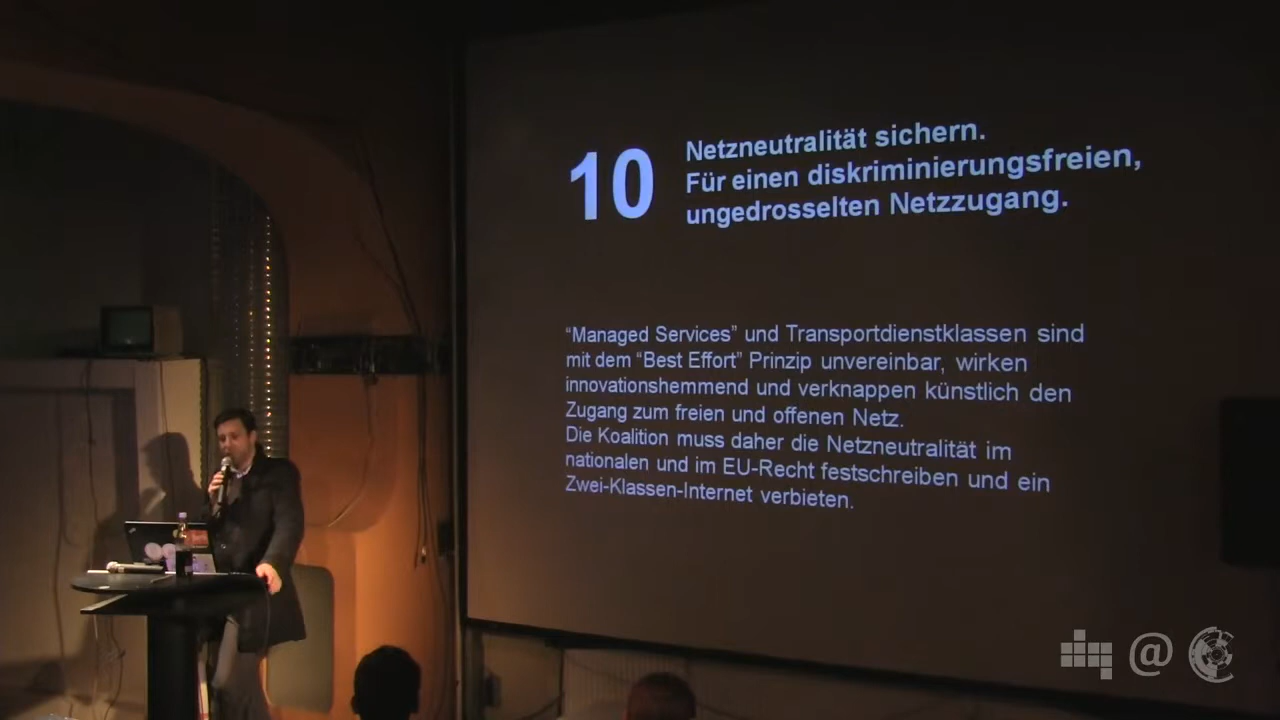 10
Netzneutralität sichern.
Für einen diskriminierungsfreien,
ungedrosselten Netzzugang.
“Managed Services” und Transportdienstklassen sind
mit dem “Best Effort” Prinzip unvereinbar, wirken
innovationshemmend und verknappen künstlich den
Zugang zum freien und offenen Netz.
Die Koalition muss daher die Netzneutralität im
nationalen und im EU-Recht festschreiben und ein
Zwei-Klassen-Internet verbieten.
@